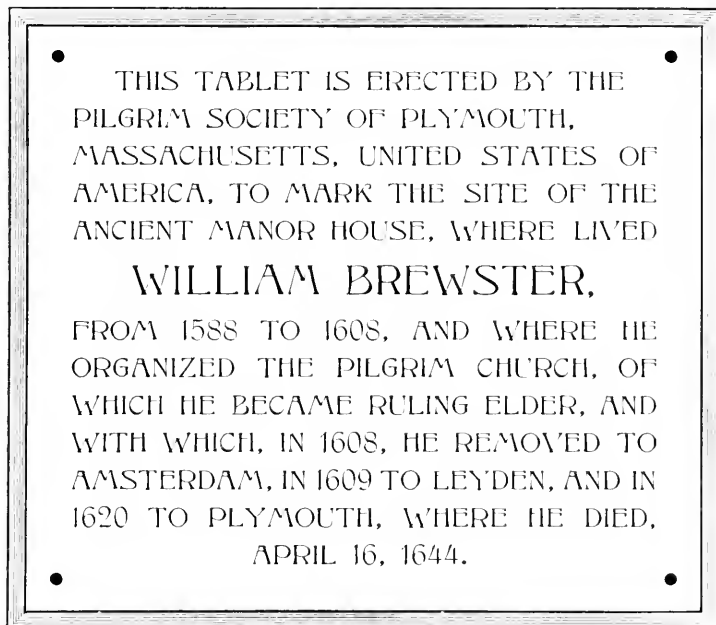 THIS TABLET IS ERECTED BY THE
PILGRIM SOCIETY OF PLYMOUTH,
MASSACHUSETTS, UNITED STATES OF
AMERICA, TO MARK THE SITE OF THE
ANCIENT MANOR HOUSE, WHERE LIVED
WILLIAM BREWSTER,
FROM 1588 TO 1608, AND WHERE HE
ORGANIZED THE PILGRIM CHURCH, OF
WHICH HE BECAME RULING ELDER, AND
WITH WHICH, IN 1608, HE REMOVED TO
AMSTERDAM, IN 1609 TO LEYDEN, AND IN
1620 TO PLYMOUTH, WHERE HE DIED,
APRIL 16, 1644.